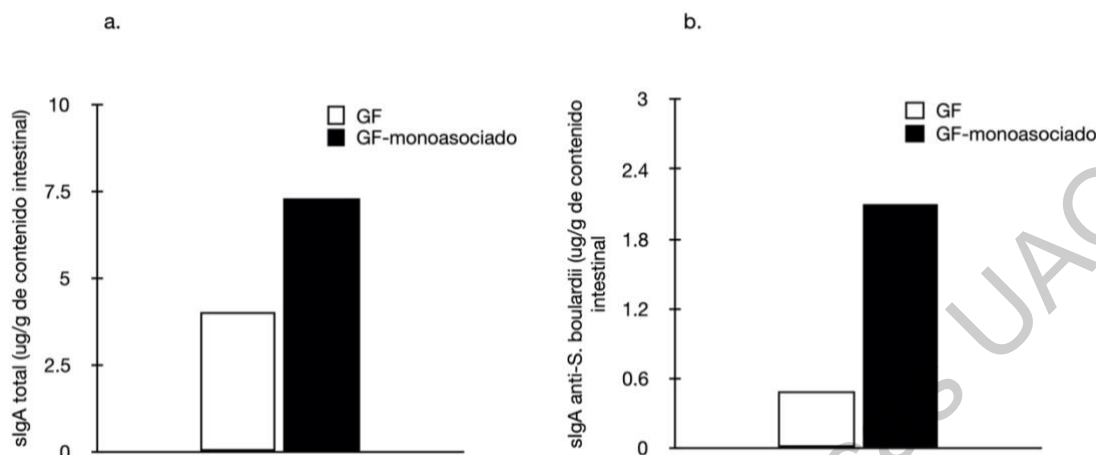 a.
sIgA total (ug/g de contenido intestinal)
10
7.5
5
2.5
0
GF
GF-monoasociado
b.
sIgA anti-S. boulardii (ug/g de contenido
intestinal
3
2.4
1.8
1.2
0.6
0
GF
GF-monoasociado
UAQ